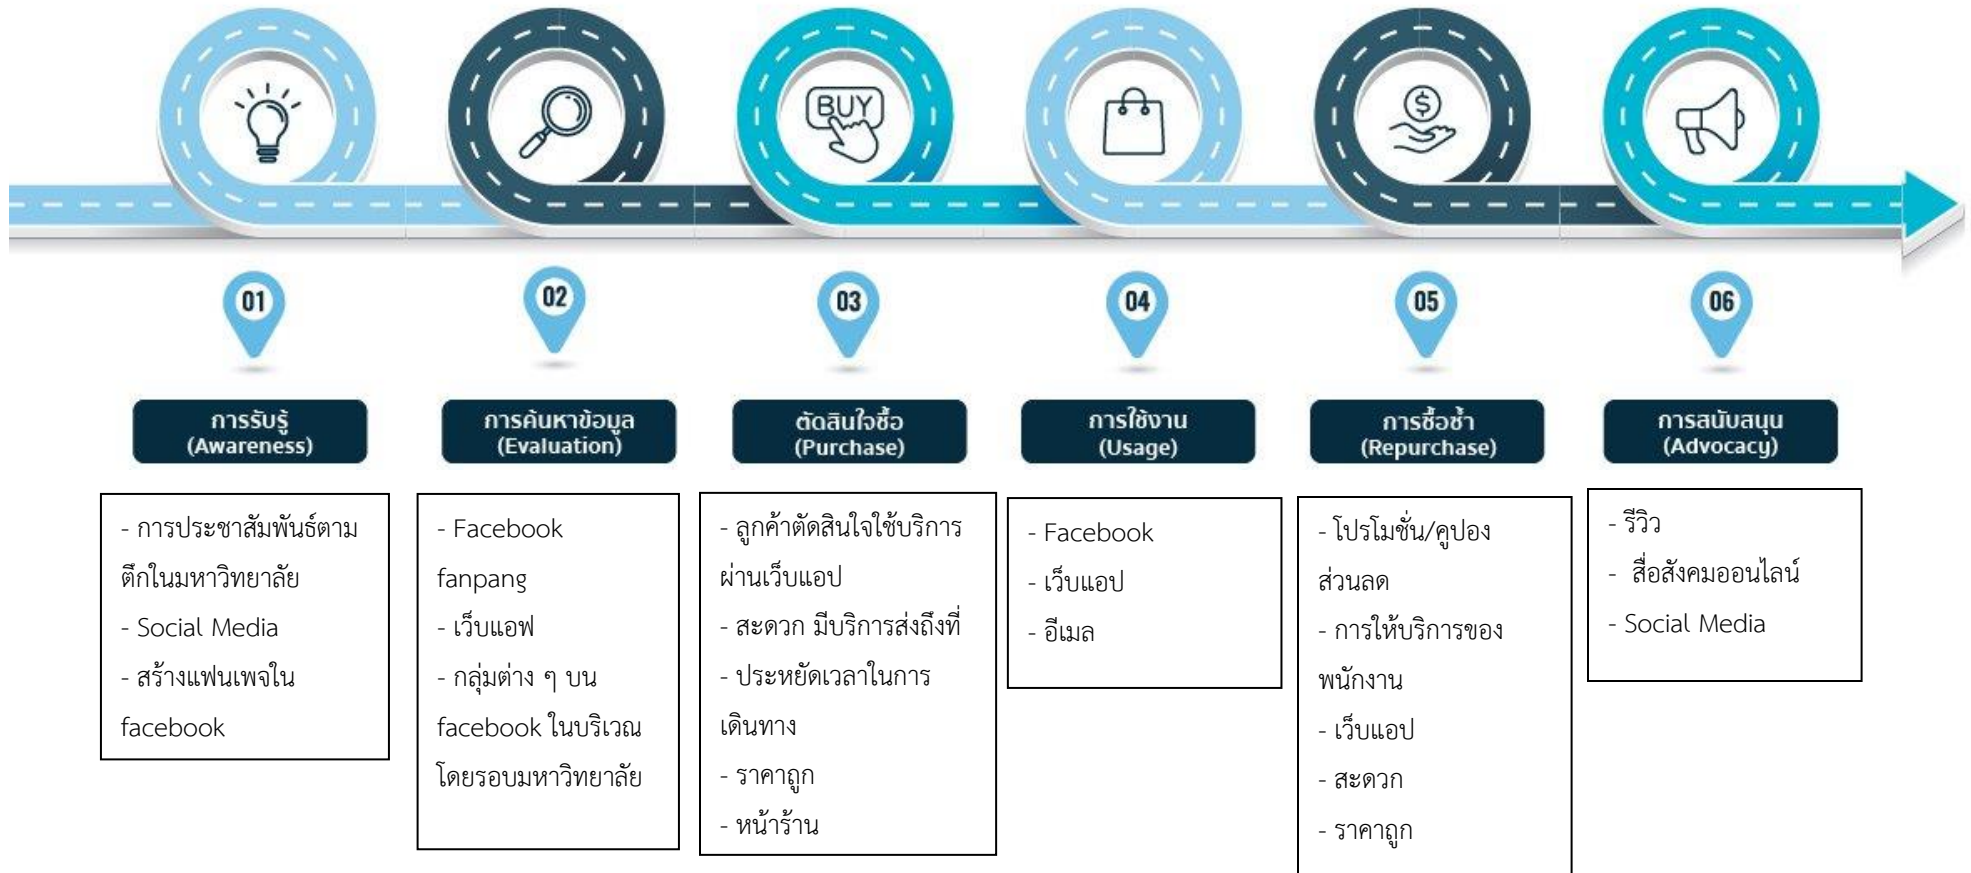 BUY
$
01
02
03
04
05
06
การรับรู้
(Awareness)
การค้นหาข้อมูล
(Evaluation)
ตัดสินใจซื้อ
(Purchase)
การใช้งาน
(Usage)
การซื้อซ้ำ
(Repurchase)
การสนับสนุน
(Advocacy)
- การประชาสัมพันธ์ตาม
ตึกในมหาวิทยาลัย
- Social Media
- สร้างแฟนเพจใน
facebook
- Facebook
fanpang
- เว็บแอฟ
- กลุ่มต่าง ๆ บน
facebook ในบริเวณ
โดยรอบมหาวิทยาลัย
- ลูกค้าตัดสินใจใช้บริการ
ผ่านเว็บแอป
- สะดวก มีบริการส่งถึงที่
- ประหยัดเวลาในการ
เดินทาง
- ราคาถูก
- หน้าร้าน
- Facebook
- เว็บแอป
- อีเมล
- โปรโมชั่น/คูปอง
ส่วนลด
- การให้บริการของ
พนักงาน
- เว็บแอป
- สะดวก
- ราคาถูก
- รีวิว
- สื่อสังคมออนไลน์
- Social Media